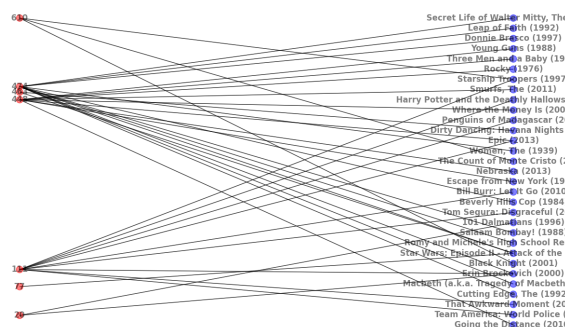 610
Secret Life of Walter Mitty, The
Leap of Faith (1992)
Donnie Brasco (1997)
Young Guns (1988)
Three Men and a Baby (19
Rocky (1976)
Starship Troopers (1997
Smurfs, The (2011)
Harry Potter and the Deathly Hallows
Where the Money Is (200
Penguins of Madagascar (2
Dirty Dancing: Havana Nights
Epic (2013)
Women, The (1939)
The Count of Monte Cristo (2
Nebraska (2013)
Escape from New York (19
Bill Burr: Let It Go (2010
Beverly Hills Cop (1984
Tom Segura: Disgraceful (2
101 Dalmatians (1996)
Salaam Bombay! (1988)
Romy and Michele's High School Re
Star Wars: Episode II - Attack of the
Black Knight (2001)
77
Erin Brockovich (2000)
Macbeth (a.k.a. Tragedy of Macbeth
Cutting Edge, The (1992
That Awkward Moment (20
20
Team America: World Police (
Going the Distance (201